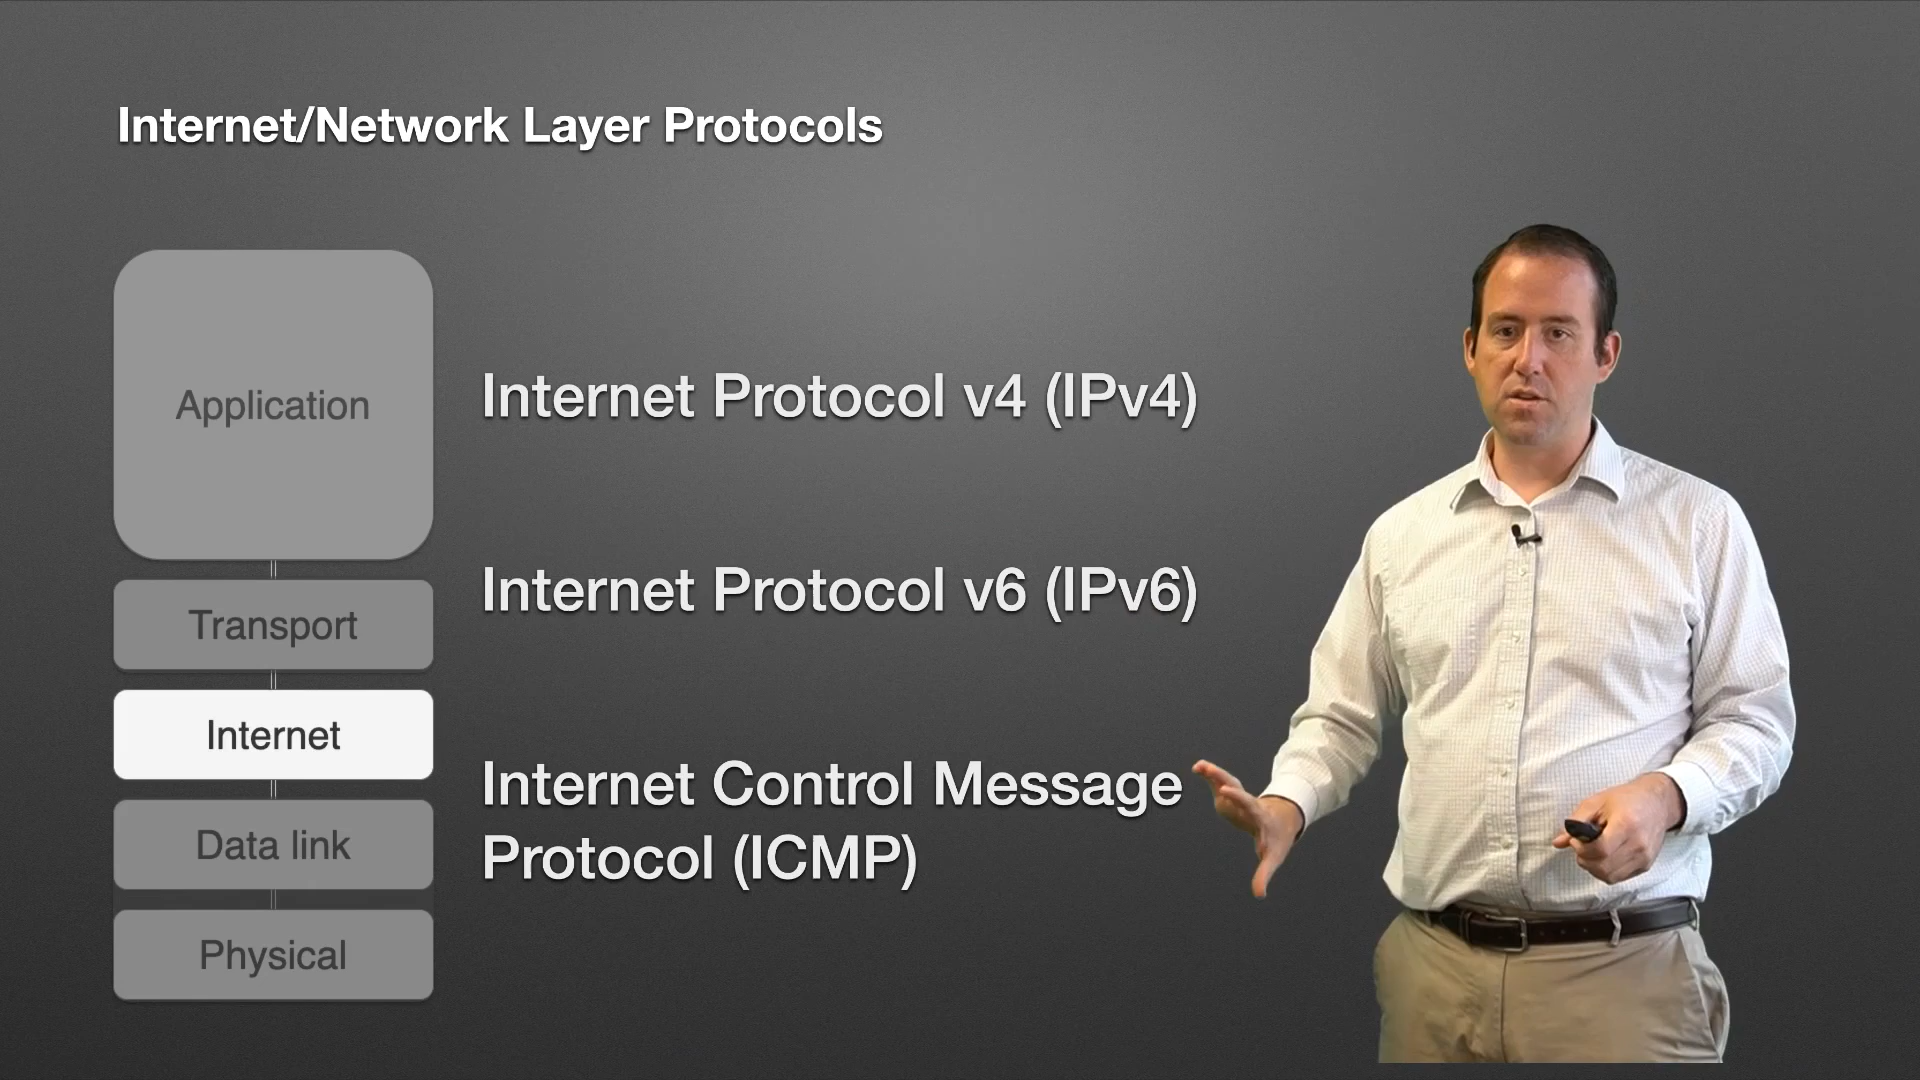 Internet/Network Layer Protocols
Application
Transport
Internet
Data link
Physical
Internet Protocol v4 (IPv4)
Internet Protocol v6 (IPv6)
Internet Control Message
Protocol (ICMP)